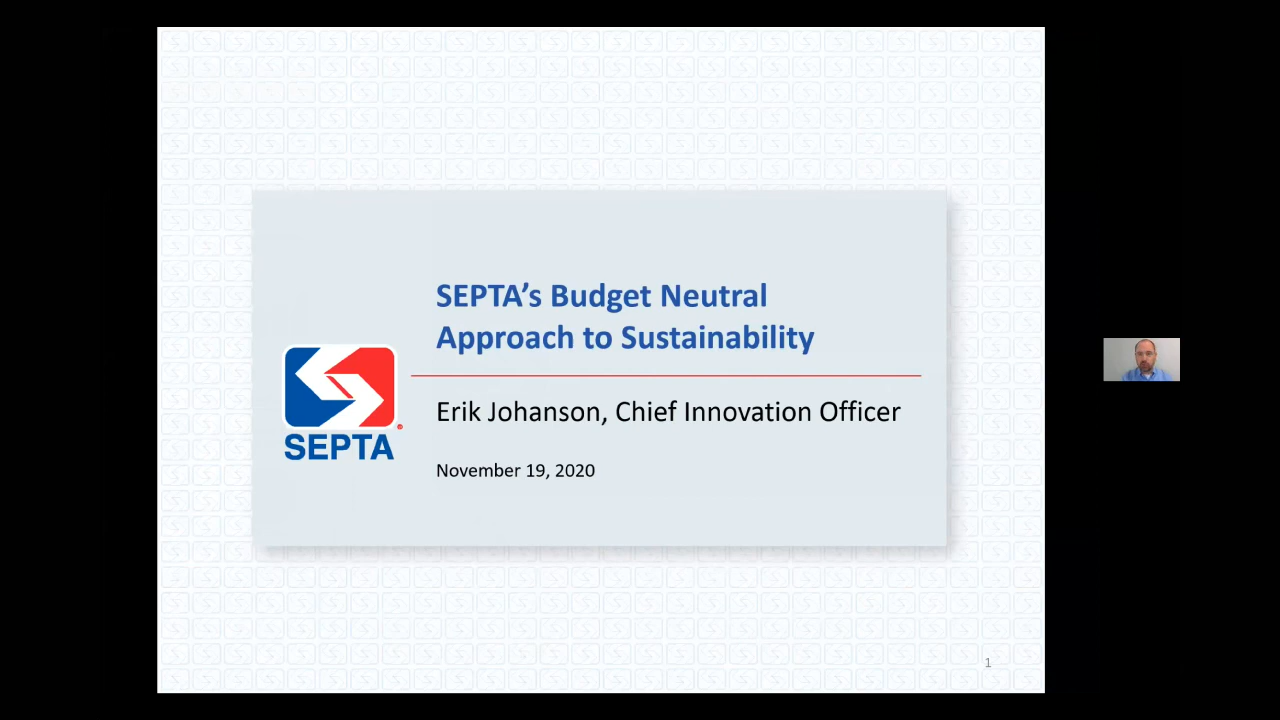 SEPTA's Budget Neutral
Approach to Sustainability
Erik Johanson, Chief Innovation Officer
SEPTA
November 19, 2020
1